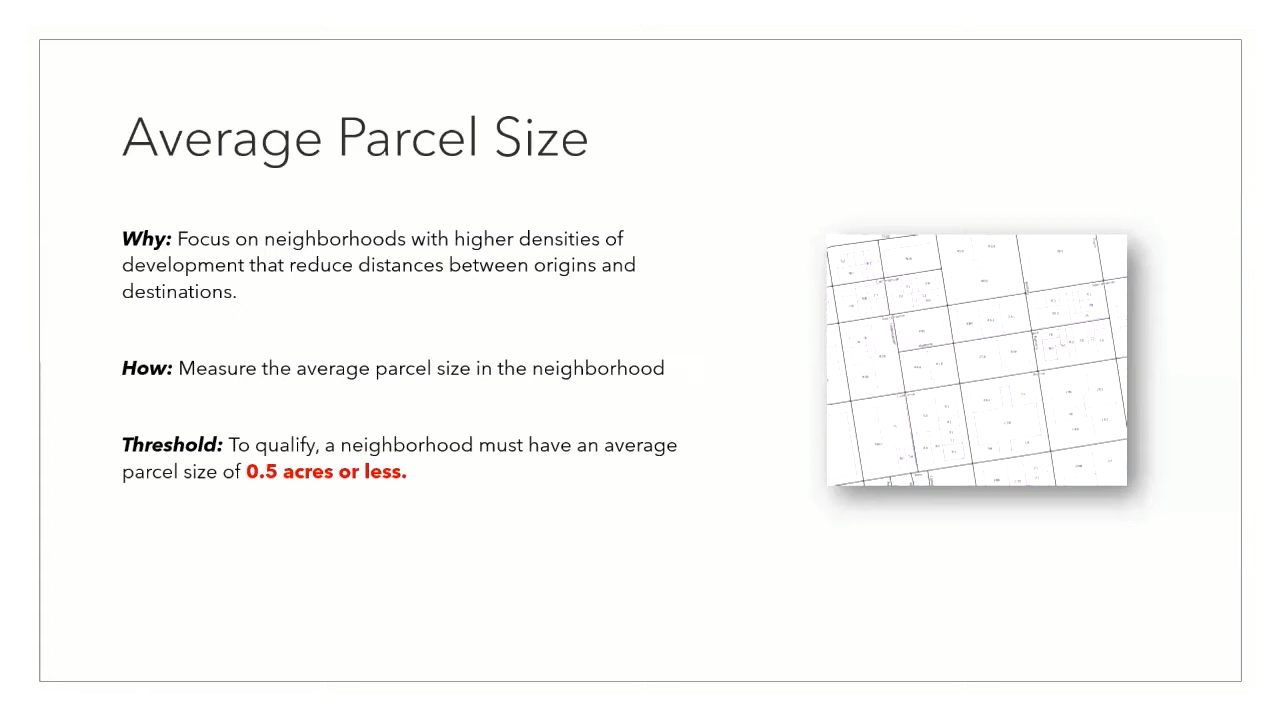 Average Parcel Size
Why: Focus on neighborhoods with higher densities of
development that reduce distances between origins and
destinations.
How: Measure the average parcel size in the neighborhood
Threshold: To qualify, a neighborhood must have an average
parcel size of 0.5 acres or less.